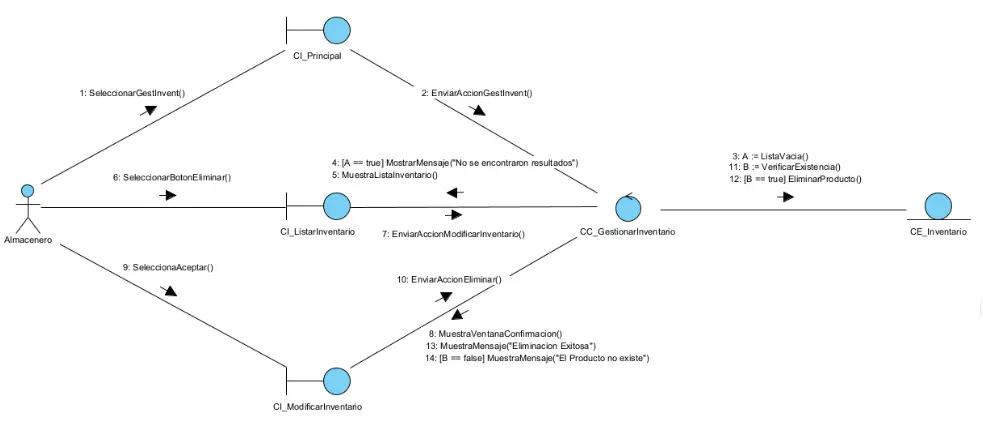 CI_Principal
1: SeleccionarGestInvent()
2: EnviarAccionGestInvent()
4: [A == true] MostrarMensaje("No se encontraron resultados")
5: MuestraListaInventario()
3: A := ListaVacia()
11: B := VerificarExistencia()
12: [B == true] EliminarProducto()
6: SeleccionarBotonEliminar()
Almacenero
CI_ListarInventario
7: EnviarAccionModificarInventario()
CC_GestionarInventario
CE_Inventario
9: SeleccionaAceptar()
10: EnviarAccionEliminar()
8: MuestraVentanaConfirmacion()
13: MuestraMensaje("Eliminacion Exitosa")
14: [B == false] MuestraMensaje("El Producto no existe")
CI_ModificarInventario